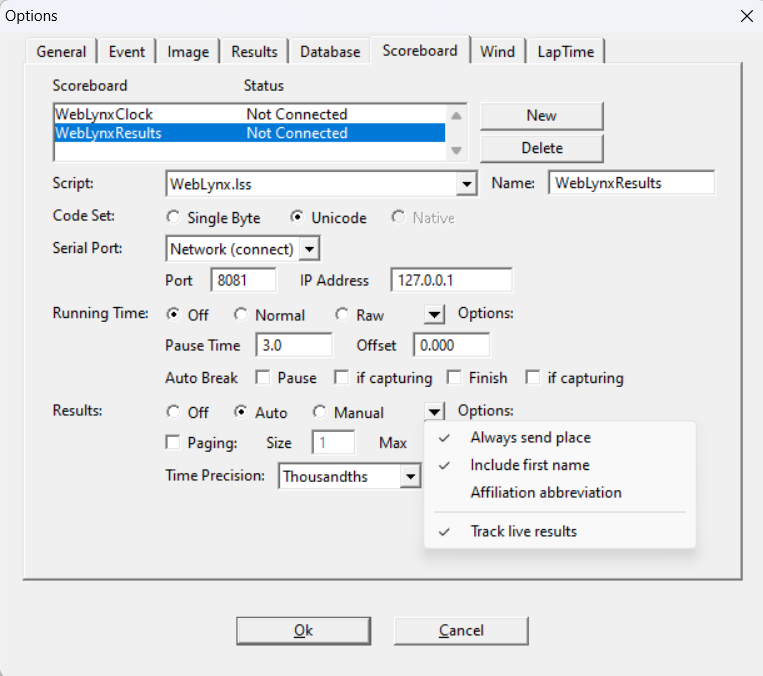 Options
General Event Image Results Database Scoreboard Wind LapTime
Scoreboard Status
WebLynxClock Not Connected
WebLynxResults Not Connected
New
Delete
Script: WebLynx.lss Name: WebLynxResults
Code Set: Single Byte Unicode Native
Serial Port: Network (connect)
Port 8081 IP Address 127.0.0.1
Running Time: Off Normal Raw Options:
Pause Time 3.0 Offset 0.000
Auto Break Pause if capturing Finish if capturing
Results: Off Auto Manual Options:
Paging: Size 1 Max
Time Precision: Thousandths
Always send place
Include first name
Affiliation abbreviation
Track live results
Ok Cancel